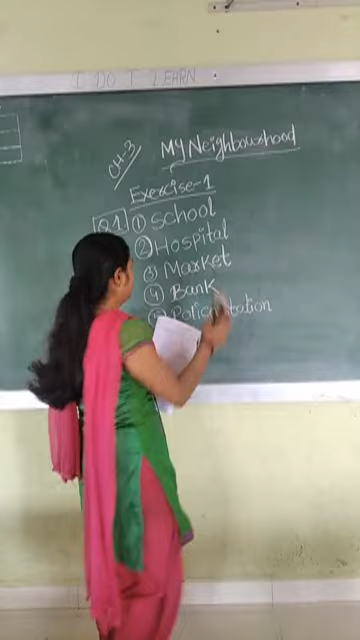 I DO T LEARN
CH-3
My Neighbourhood
Exercise-1
Q.1 ① School
② Hospital
③ Market
④ Bank
Police Station